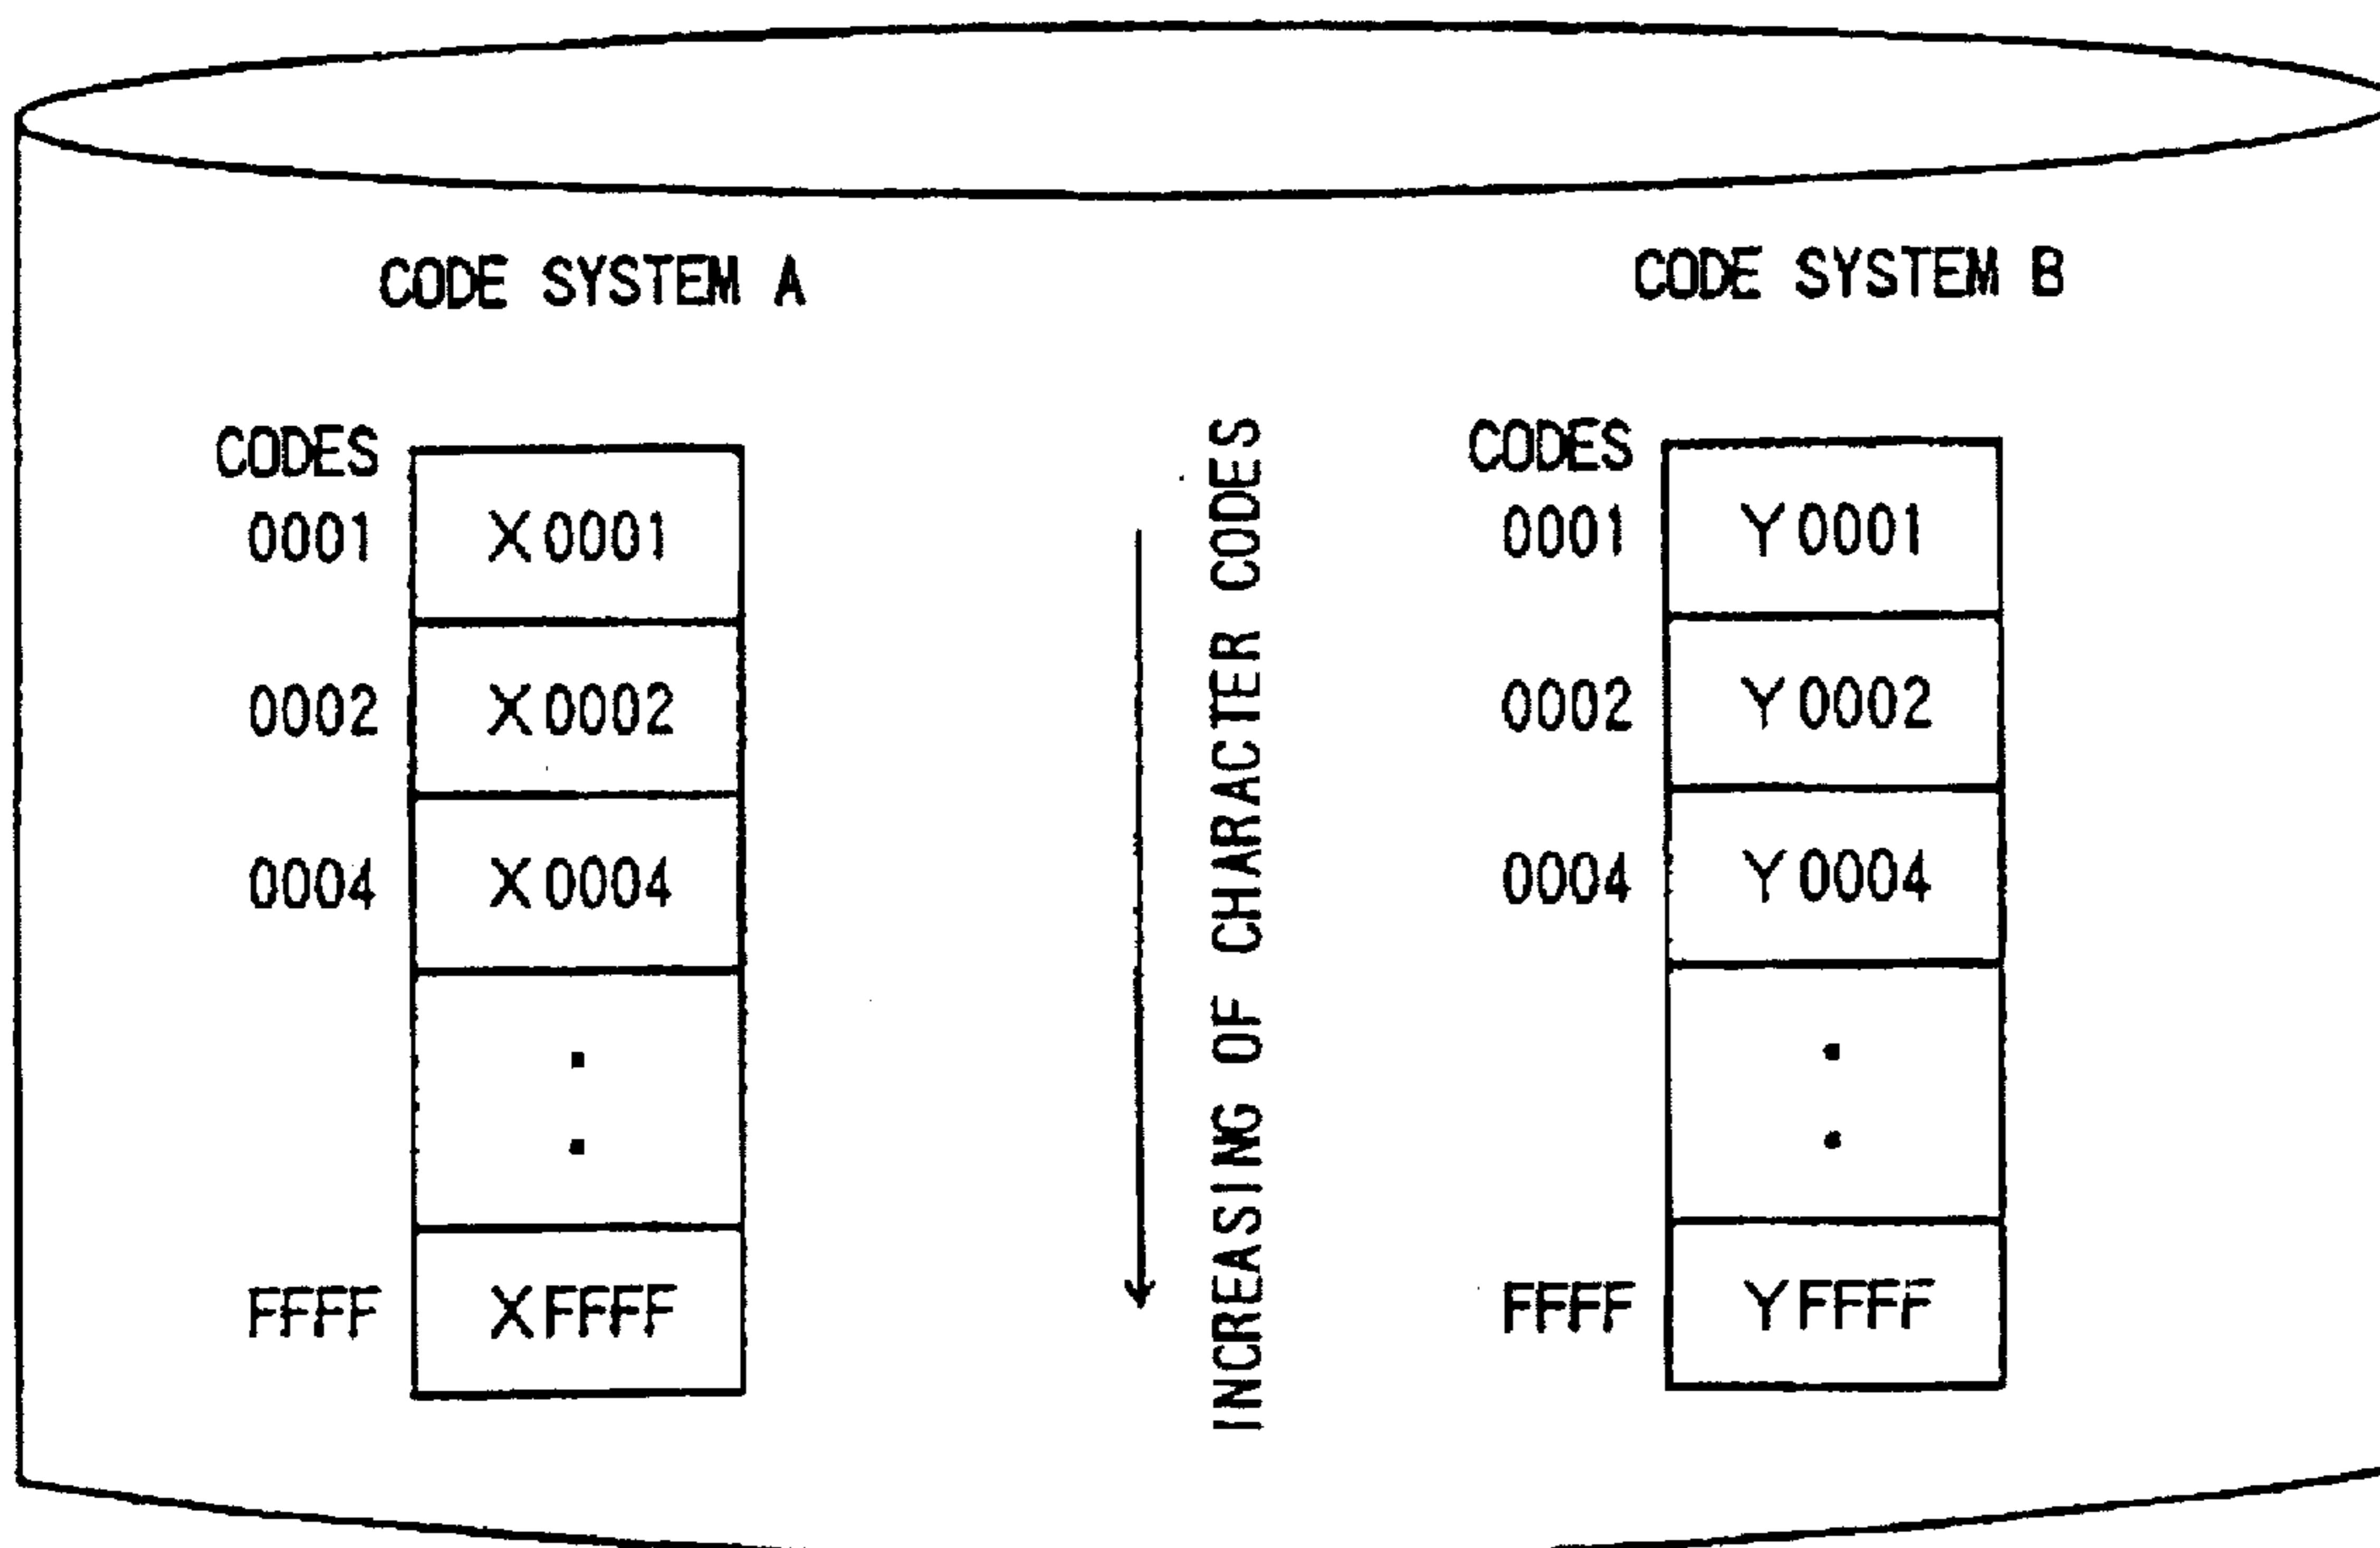 CODE SYSTEM A
CODES
0001 X0001
0002 X0002
0004 X0004
:
FFFF XFFFF
INCREASING OF CHARACTER CODES
CODE SYSTEM B
CODES
0001 Y0001
0002 Y0002
0004 Y0004
:
FFFF YFFFF